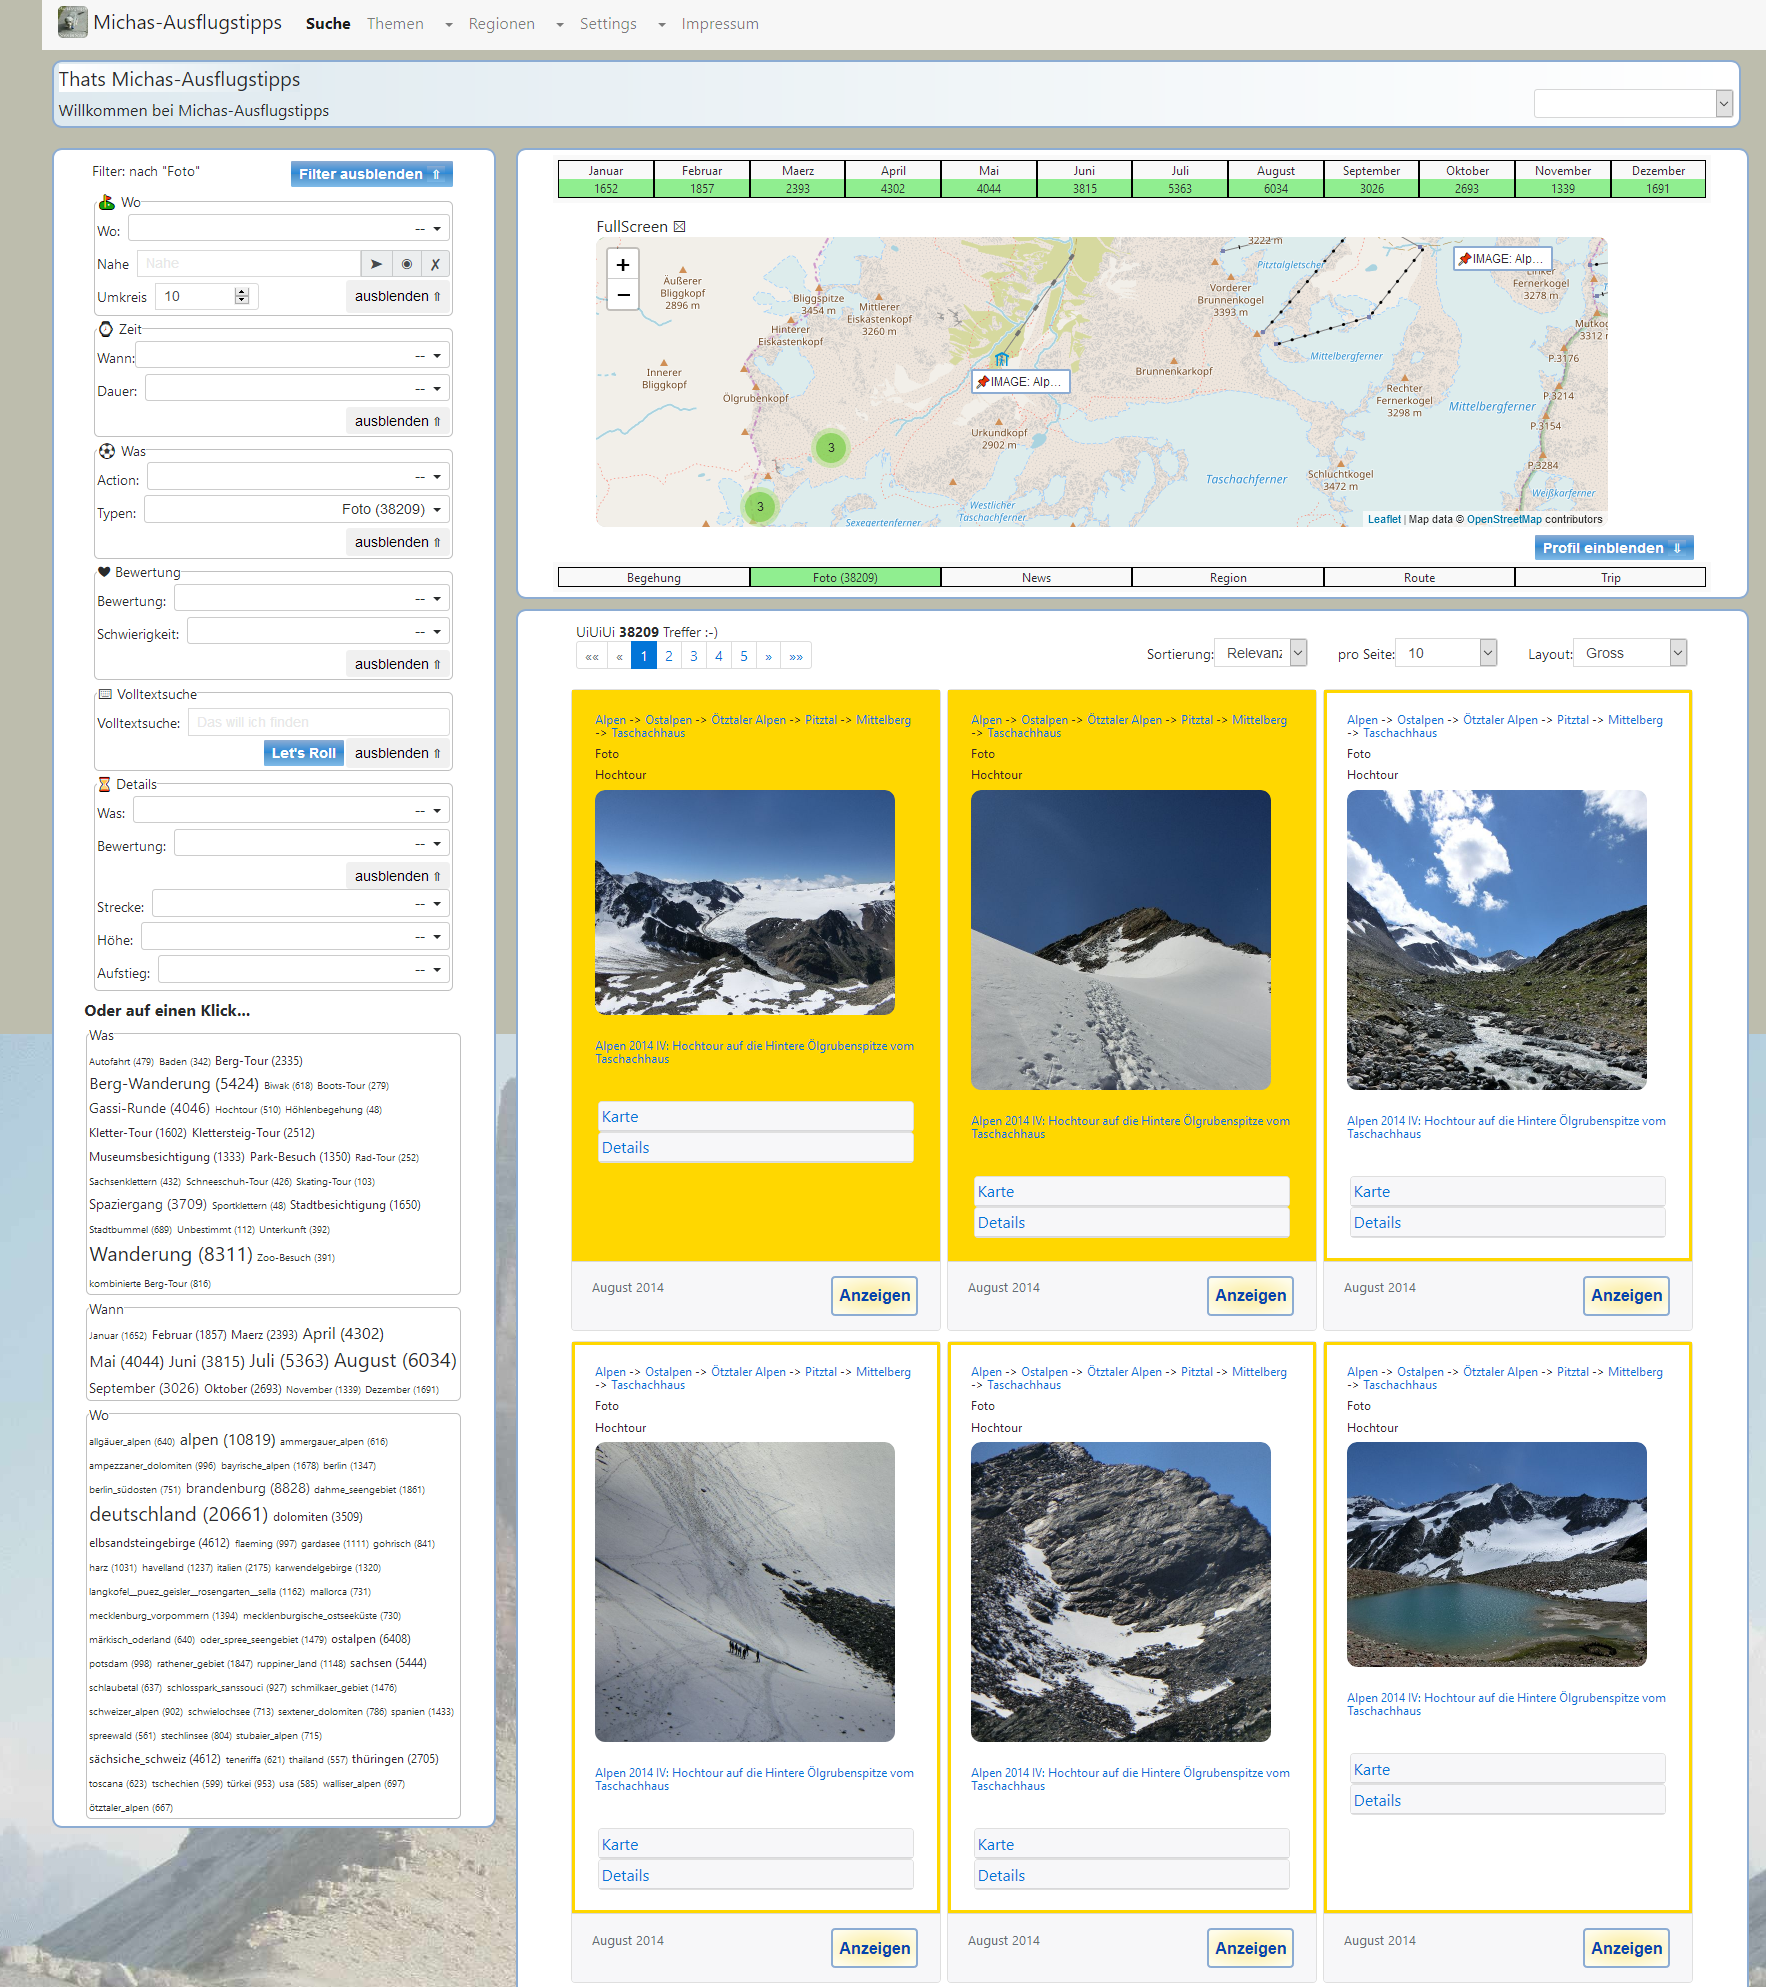 Michas-Ausflugstipps Suche Themen Regionen Settings Impressum
Thats Michas-Ausflugstipps
Willkommen bei Michas-Ausflugstipps
Filter: nach "Foto" Filter ausblenden ⇑
Wo
Wo: --
Nahe Nahe
Umkreis 10 ausblenden ⇑
Zeit
Wann: --
Dauer: --
ausblenden ⇑
Was
Action: --
Typen: Foto (38209)
ausblenden ⇑
Bewertung
Bewertung: --
Schwierigkeit: --
ausblenden ⇑
Volltextsuche
Volltextsuche: Das will ich finden
Let's Roll ausblenden ⇑
Details
Was: --
Bewertung: --
ausblenden ⇑
Strecke: --
Höhe: --
Aufstieg: --
Oder auf einen Klick...
Was
Autofahrt (479) Baden (342) Berg-Tour (2335)
Berg-Wanderung (5424) Biwak (618) Boots-Tour (279)
Gassi-Runde (4046) Hochtour (510) Höhlenbegehung (48)
Kletter-Tour (1602) Klettersteig-Tour (2512)
Museumsbesichtigung (1333) Park-Besuch (1350) Rad-Tour (252)
Sachsenklettern (432) Schneeschuh-Tour (426) Skating-Tour (103)
Spaziergang (3709) Sportklettern (48) Stadtbesichtigung (1650)
Stadtbummel (689) Unbestimmt (112) Unterkunft (392)
Wanderung (8311) Zoo-Besuch (391)
kombinierte Berg-Tour (816)
Wann
Januar (1652) Februar (1857) Maerz (2393) April (4302)
Mai (4044) Juni (3815) Juli (5363) August (6034)
September (3026) Oktober (2693) November (1339) Dezember (1691)
Wo
allgäuer_alpen (640) alpen (10819) ammergauer_alpen (616)
ampezzaner_dolomiten (996) bayrische_alpen (1678) berlin (1347)
berlin_südosten (751) brandenburg (8828) dahme_seengebiet (1861)
deutschland (20661) dolomiten (3509)
elbsandsteingebirge (4612) flaeming (997) gardasee (1111) gohrisch (841)
harz (1031) havelland (1237) italien (2175) karwendelgebirge (1320)
langkofel__puez_geisler__rosengarten__sella (1162) mallorca (731)
mecklenburg_vorpommern (1394) mecklenburgische_ostseeküste (730)
märkisch_oderland (640) oder_spree_seengebiet (1479) ostalpen (6408)
potsdam (998) rathener_gebiet (1847) ruppiner_land (1148) sachsen (5444)
schlaubetal (637) schlosspark_sanssouci (927) schmilkaer_gebiet (1476)
schweizer_alpen (902) schwielochsee (713) sextener_dolomiten (786) spanien (1433)
spreewald (561) stechlinsee (804) stubaier_alpen (715)
sächsische_schweiz (4612) teneriffa (621) thailand (557) thüringen (2705)
toscana (623) tschechien (599) türkei (953) usa (585) walliser_alpen (697)
ötztaler_alpen (667)
Januar Februar Maerz April Mai Juni Juli August September Oktober November Dezember
1652 1857 2393 4302 4044 3815 5363 6034 3026 2693 1339 1691
FullScreen
+
−
Äußerer
Bliggkopf
2896 m
Bliggspitze
3454 m
Mittlerer
Eiskastenkopf
3260 m
Hinterer
Eiskastenkopf
Innerer
Bliggkopf
Ölgrubenkopf
3222 m
Pitztalgletscher
Vorderer
Brunnenkogel
3393 m
IMAGE: Alp...
Linker
Fernerkogel
3278 m
Mutkog
3312 m
Mittelbergferner
P.3176
Brunnenkarkopf
IMAGE: Alp...
Rechter
Fernerkogel
3298 m
Mittelbergferner
P.3214
P.3154
Urkundkopf
2902 m
3
P.3284
Schluchtkogel
3472 m
Taschachferner
Weißkarferner
3
Westlicher
Taschachferner
Sexegertenferner
Leaflet | Map data © OpenStreetMap contributors
Profil einblenden ⇓
Begehung Foto (38209) News Region Route Trip
UiUiUi 38209 Treffer :-)
«« « 1 2 3 4 5 » »» Sortierung: Relevanz pro Seite: 10 Layout: Gross
Alpen -> Ostalpen -> Ötztaler Alpen -> Pitztal -> Mittelberg
-> Taschachhaus
Foto
Hochtour
Alpen 2014 IV: Hochtour auf die Hintere Ölgrubenspitze vom
Taschachhaus
Karte
Details
August 2014 Anzeigen
Alpen -> Ostalpen -> Ötztaler Alpen -> Pitztal -> Mittelberg
-> Taschachhaus
Foto
Hochtour
Alpen 2014 IV: Hochtour auf die Hintere Ölgrubenspitze vom
Taschachhaus
Karte
Details
August 2014 Anzeigen
Alpen -> Ostalpen -> Ötztaler Alpen -> Pitztal -> Mittelberg
-> Taschachhaus
Foto
Hochtour
Alpen 2014 IV: Hochtour auf die Hintere Ölgrubenspitze vom
Taschachhaus
Karte
Details
August 2014 Anzeigen
Alpen -> Ostalpen -> Ötztaler Alpen -> Pitztal -> Mittelberg
-> Taschachhaus
Foto
Hochtour
Alpen 2014 IV: Hochtour auf die Hintere Ölgrubenspitze vom
Taschachhaus
Karte
Details
August 2014 Anzeigen
Alpen -> Ostalpen -> Ötztaler Alpen -> Pitztal -> Mittelberg
-> Taschachhaus
Foto
Hochtour
Alpen 2014 IV: Hochtour auf die Hintere Ölgrubenspitze vom
Taschachhaus
Karte
Details
August 2014 Anzeigen
Alpen -> Ostalpen -> Ötztaler Alpen -> Pitztal -> Mittelberg
-> Taschachhaus
Foto
Hochtour
Alpen 2014 IV: Hochtour auf die Hintere Ölgrubenspitze vom
Taschachhaus
Karte
Details
August 2014 Anzeigen